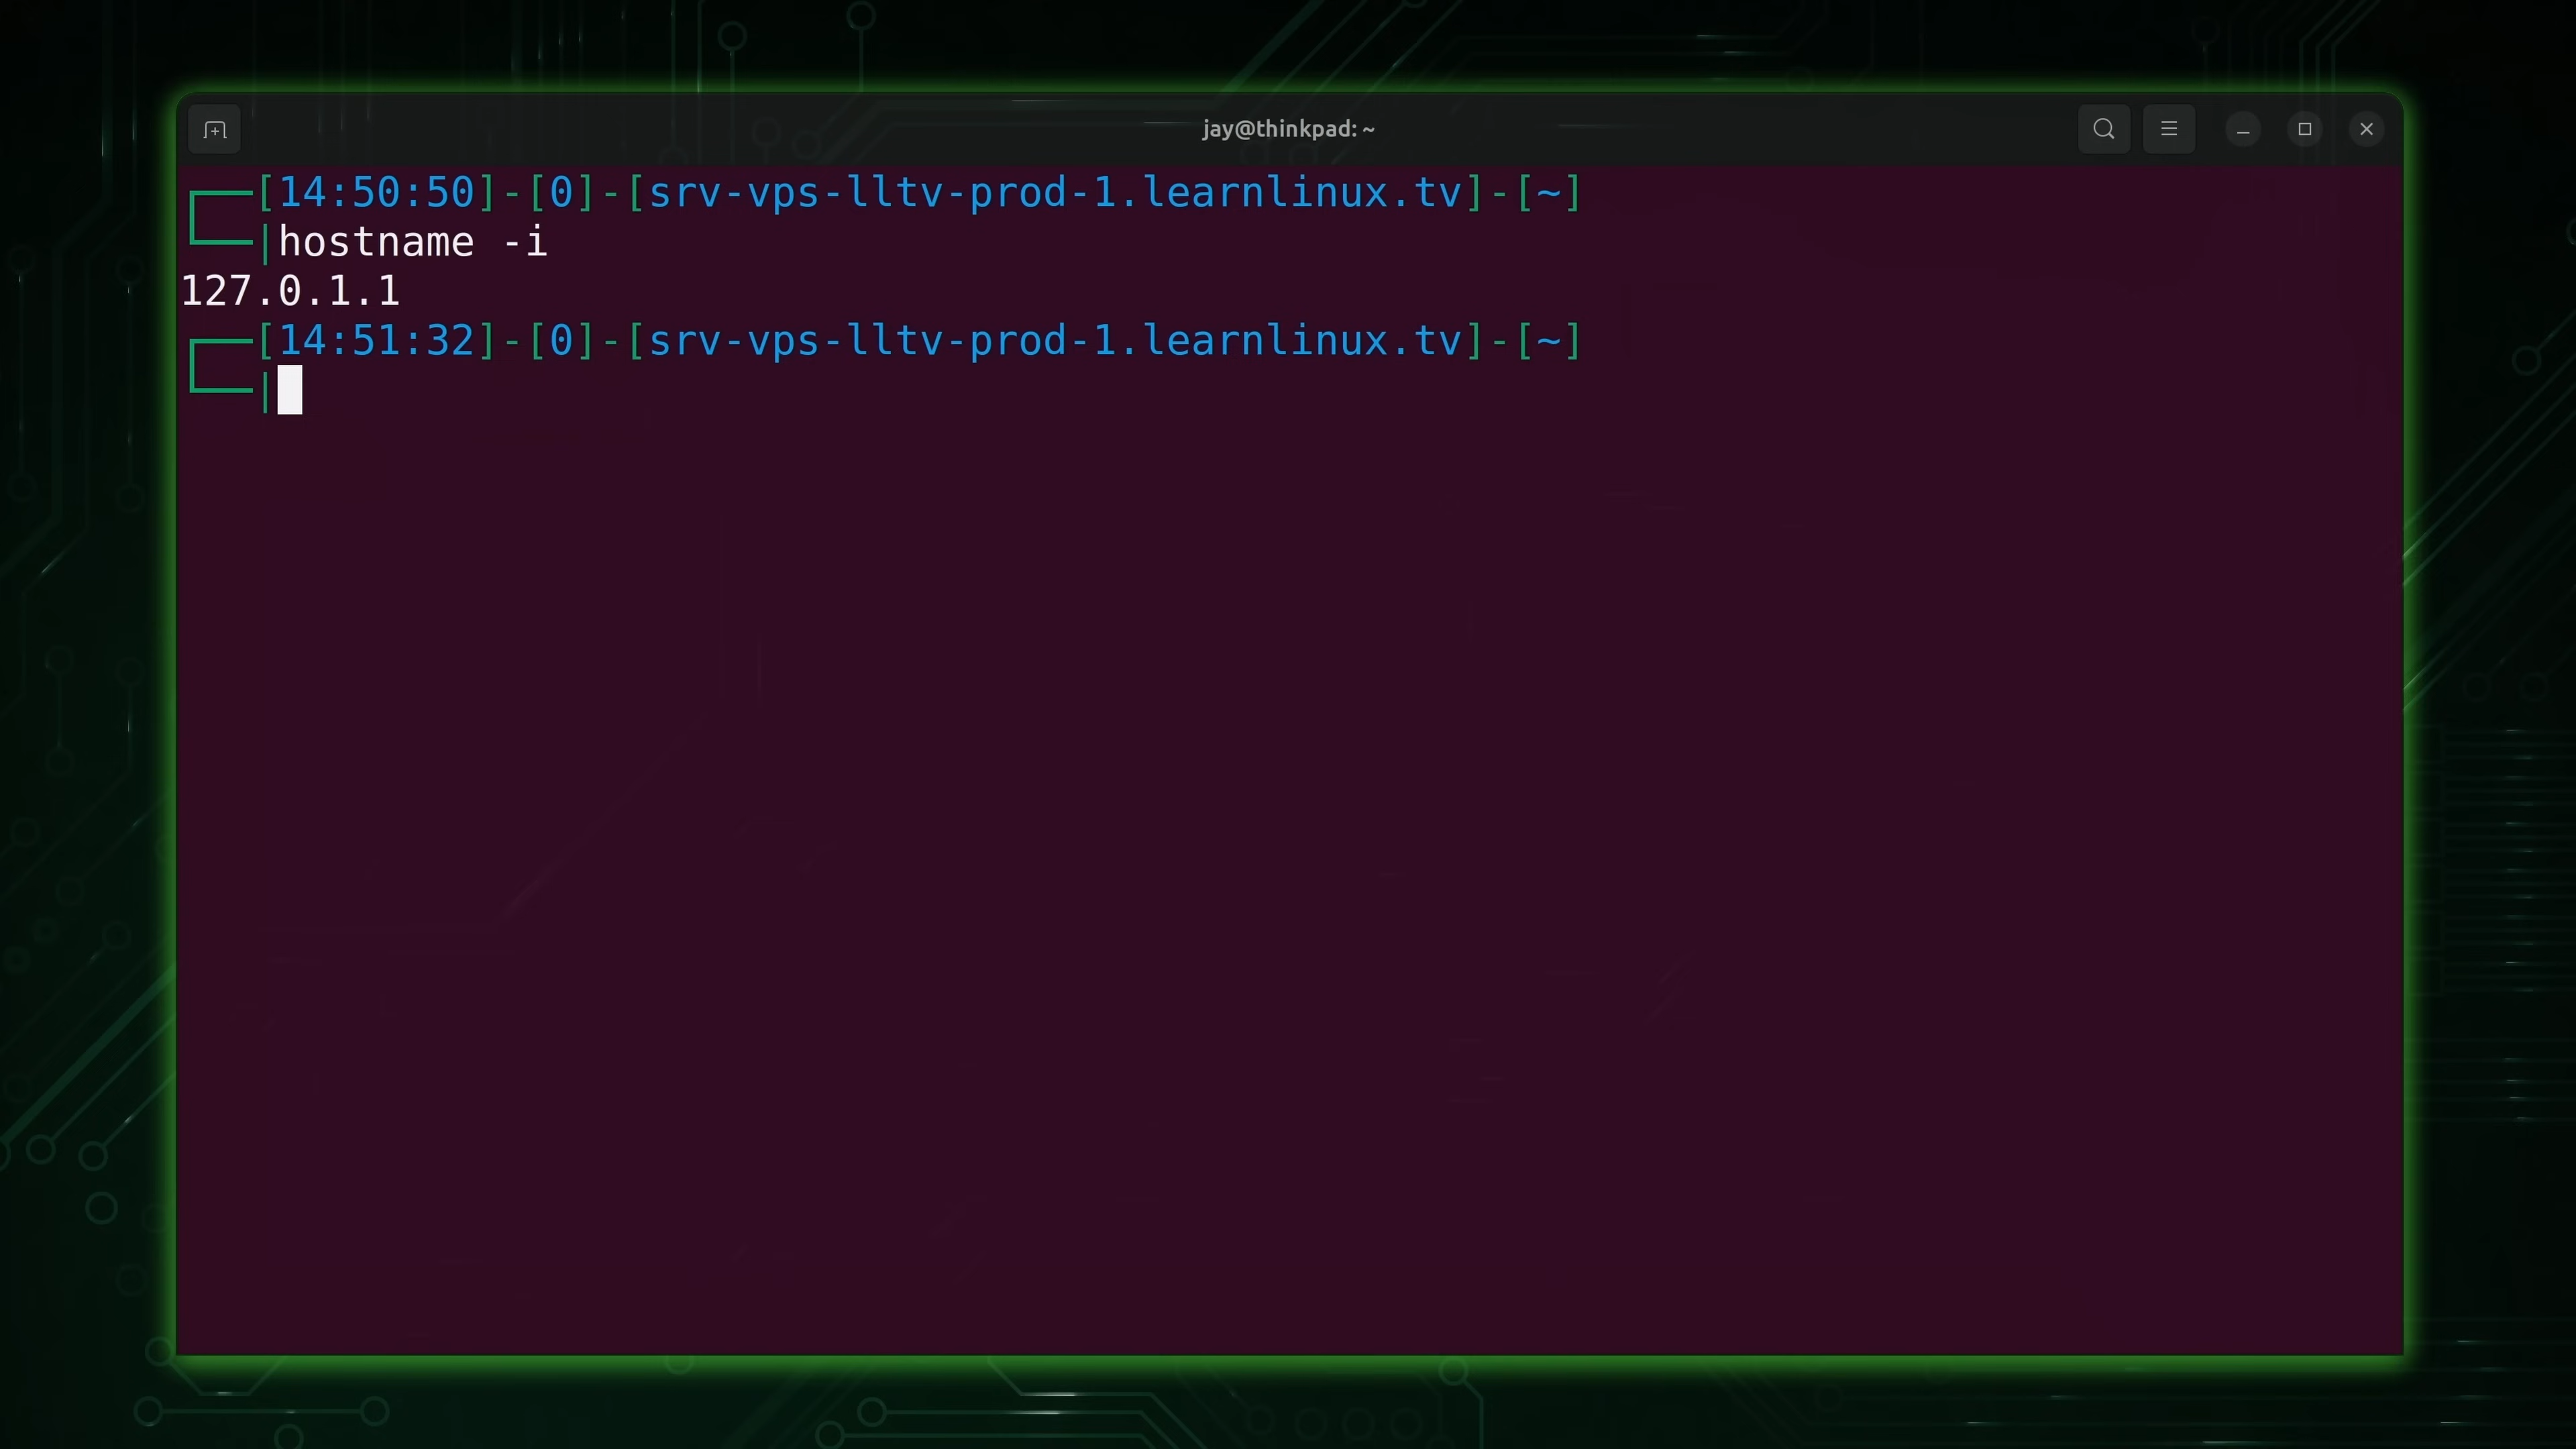 jay@thinkpad: ~
┌──[14:50:50]-[0]-[srv-vps-lltv-prod-1.learnlinux.tv]-[~]
└──|hostname -i
127.0.1.1
┌──[14:51:32]-[0]-[srv-vps-lltv-prod-1.learnlinux.tv]-[~]
└──|